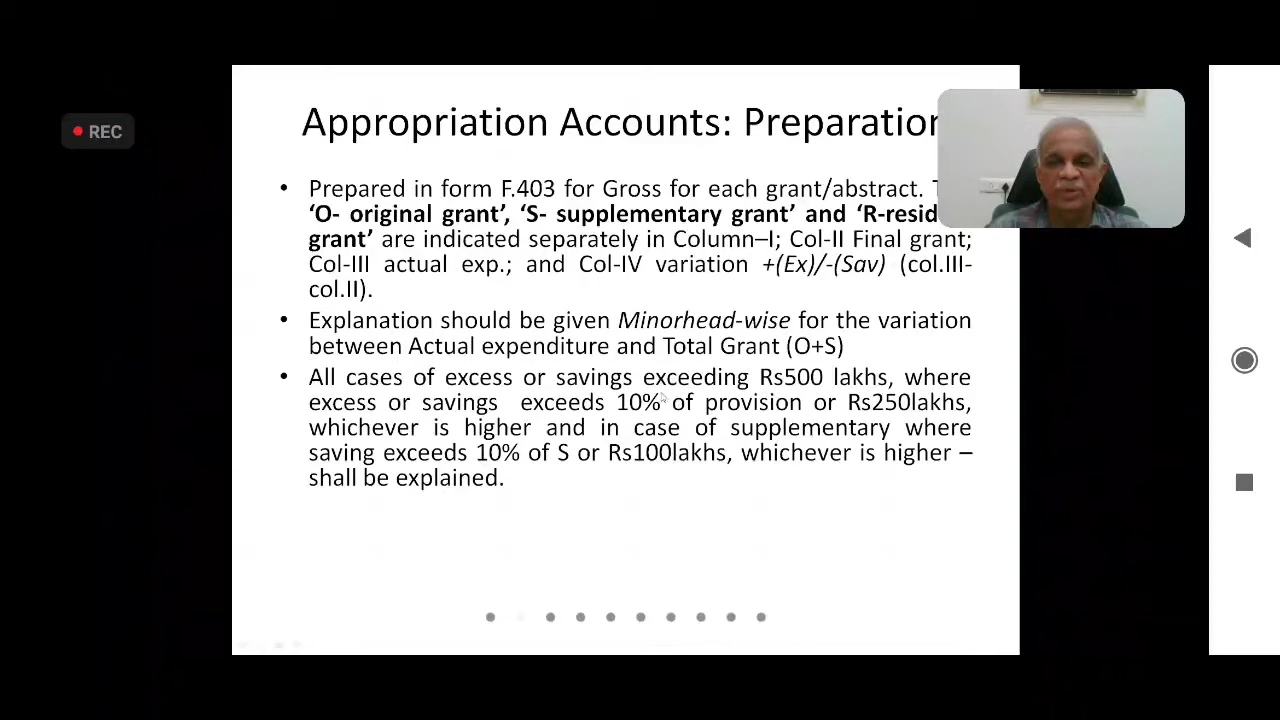 REC
Appropriation Accounts: Preparation
• Prepared in form F.403 for Gross for each grant/abstract.
‘O- original grant’, ‘S- supplementary grant’ and ‘R-resid
grant’ are indicated separately in Column–I; Col-II Final grant;
Col-III actual exp.; and Col-IV variation +(Ex)/-(Sav) (col.III-
col.II).
• Explanation should be given Minorhead-wise for the variation
between Actual expenditure and Total Grant (O+S)
• All cases of excess or savings exceeding Rs500 lakhs, where
excess or savings exceeds 10% of provision or Rs250lakhs,
whichever is higher and in case of supplementary where
saving exceeds 10% of S or Rs100lakhs, whichever is higher –
shall be explained.